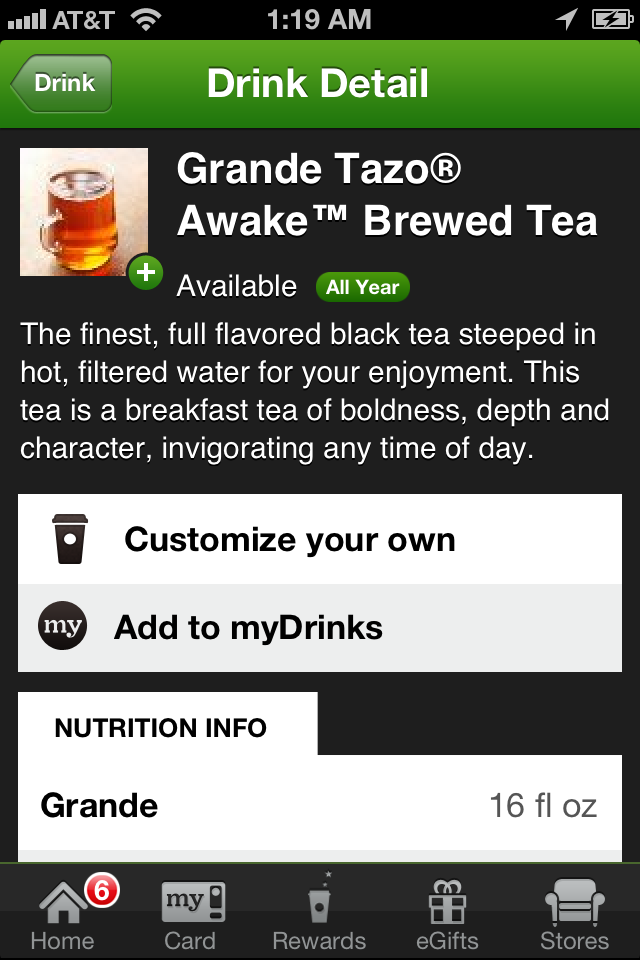 AT&T 1:19 AM
Drink
Drink Detail
Grande Tazo®
Awake™ Brewed Tea
Available All Year
The finest, full flavored black tea steeped in
hot, filtered water for your enjoyment. This
tea is a breakfast tea of boldness, depth and
character, invigorating any time of day.
Customize your own
my Add to myDrinks
NUTRITION INFO
Grande 16 fl oz
6
my
Home Card Rewards eGifts Stores